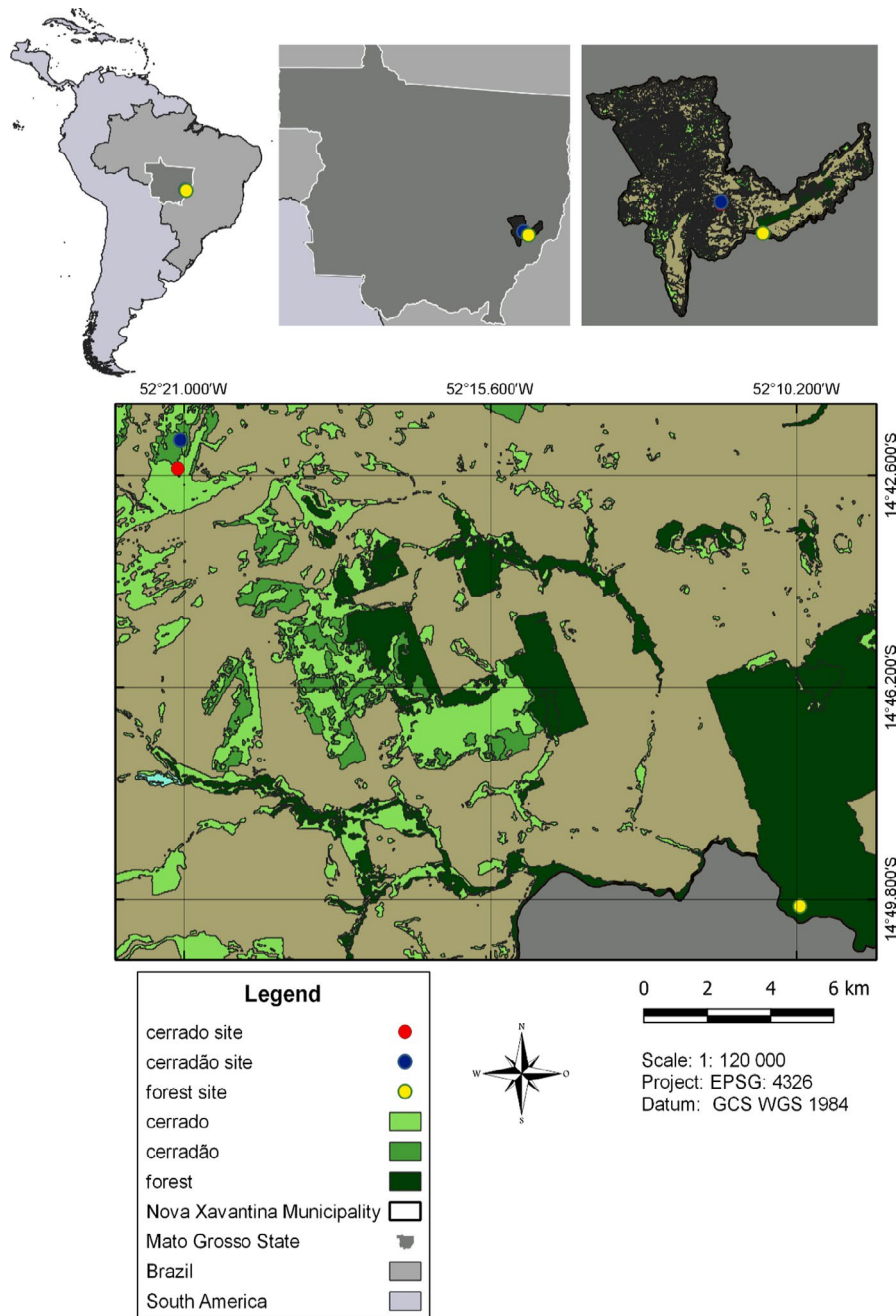 52°21.000'W 52°15.600'W 52°10.200'W
14°42.600'S
14°46.200'S
14°49.800'S
Legend
cerrado site
cerradão site
forest site
cerrado
cerradão
forest
Nova Xavantina Municipality
Mato Grosso State
Brazil
South America
N
W O
S
0 2 4 6 km
Scale: 1: 120 000
Project: EPSG: 4326
Datum: GCS WGS 1984